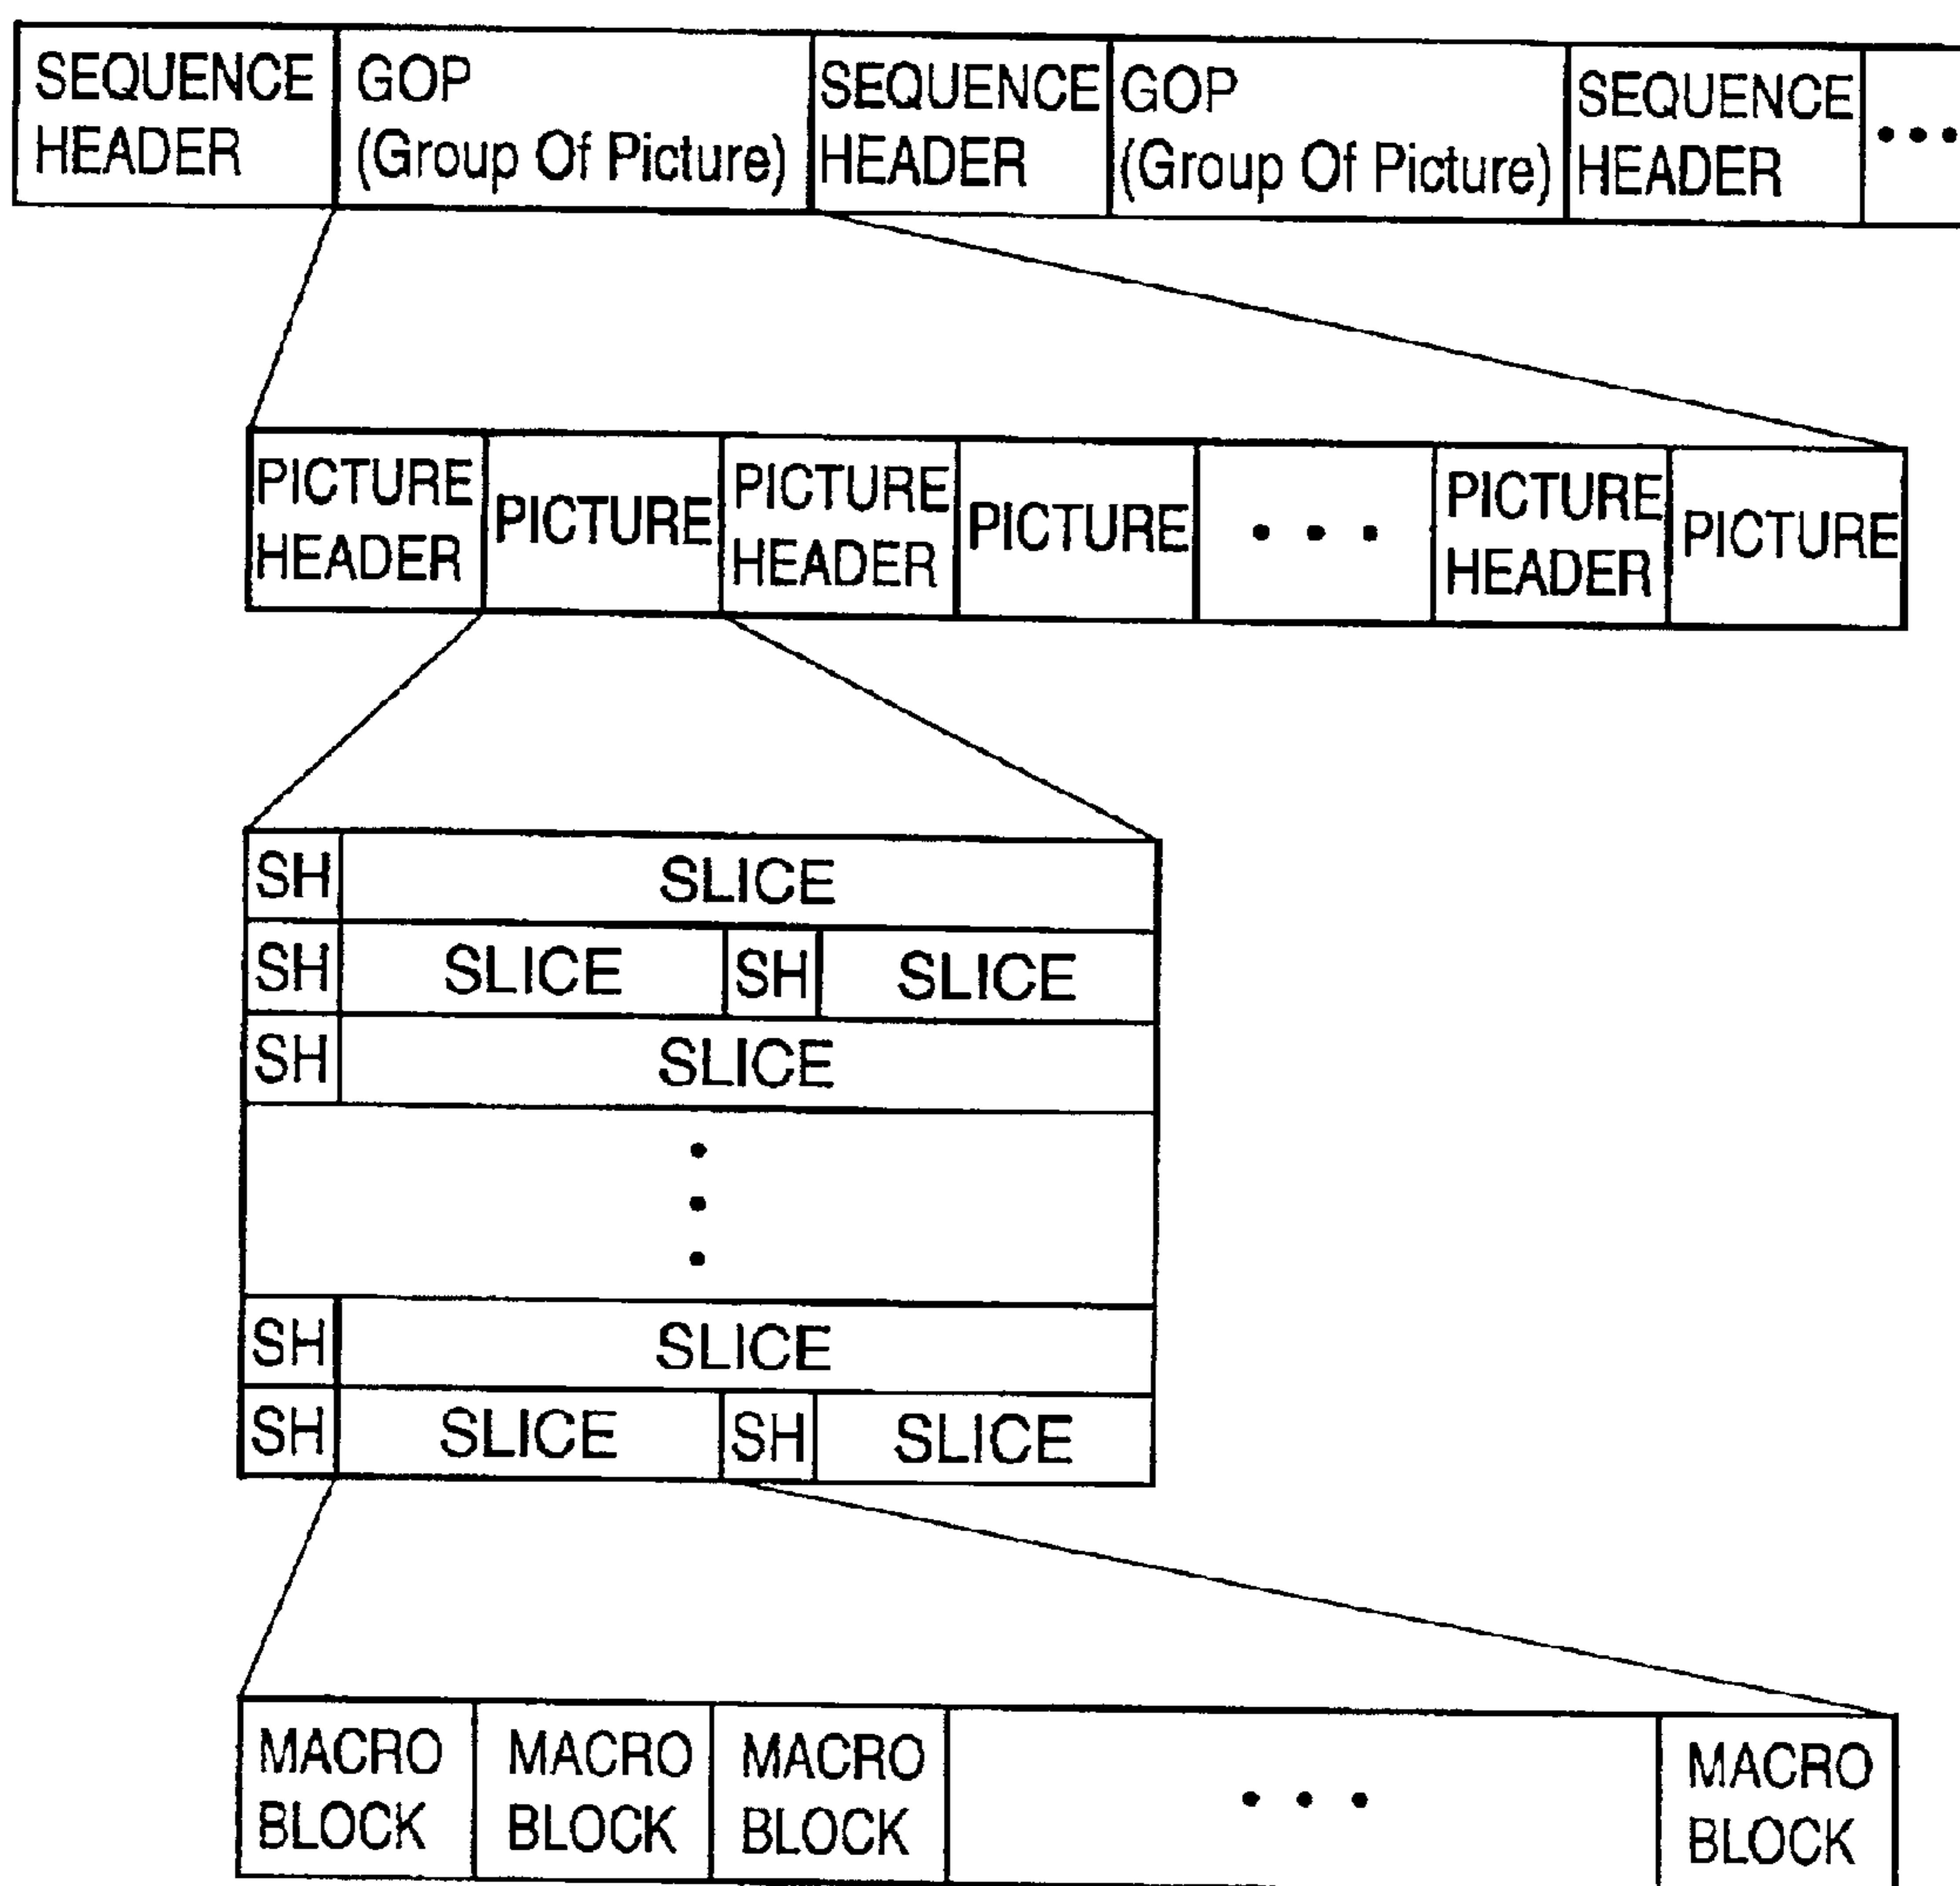 SEQUENCE HEADER
GOP
(Group Of Picture)
SEQUENCE HEADER
GOP
(Group Of Picture)
SEQUENCE HEADER
...
PICTURE HEADER
PICTURE
PICTURE HEADER
PICTURE
...
PICTURE HEADER
PICTURE
SH SLICE
SH SLICE SH SLICE
SH SLICE
.
.
.
SH SLICE
SH SLICE SH SLICE
MACRO BLOCK
MACRO BLOCK
MACRO BLOCK
...
MACRO BLOCK